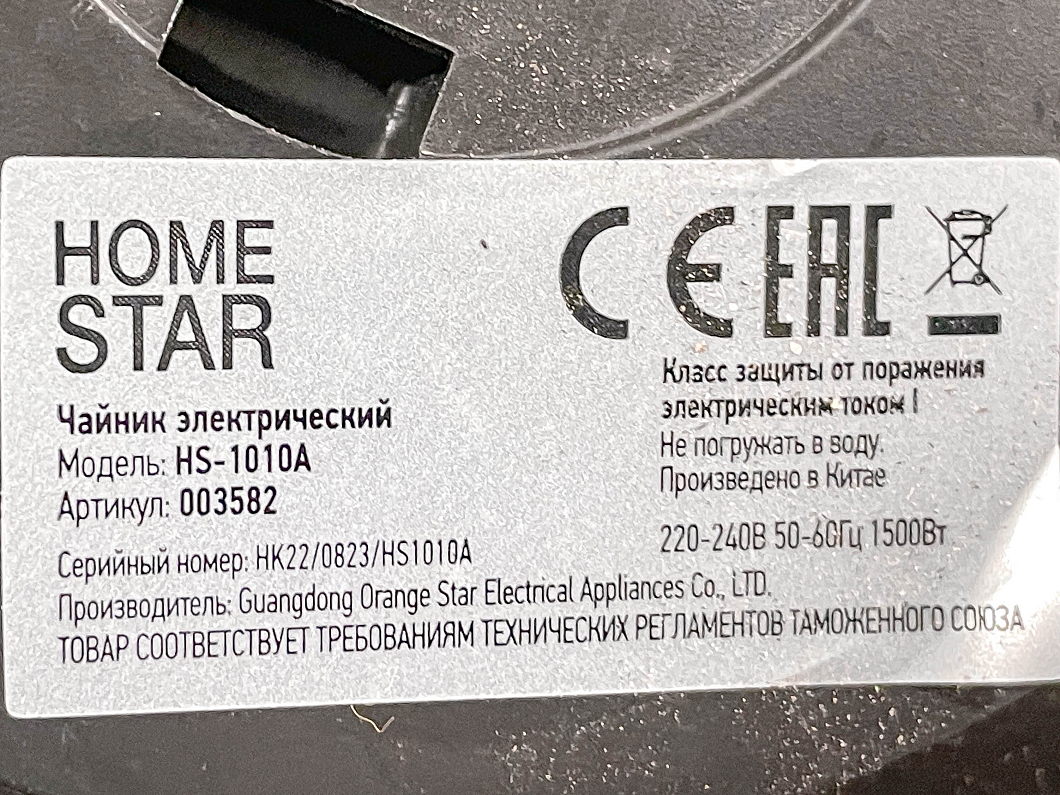 HOME
STAR
CE EAC
Чайник электрический
Модель: HS-1010A
Артикул: 003582
Серийный номер: HK22/0823/HS1010A
Класс защиты от поражения
электрическим током I
Не погружать в воду.
Произведено в Китае
220-240В 50-60Гц 1500Вт
Производитель: Guangdong Orange Star Electrical Appliances Co., LTD.
ТОВАР СООТВЕТСТВУЕТ ТРЕБОВАНИЯМ ТЕХНИЧЕСКИХ РЕГЛАМЕНТОВ ТАМОЖЕННОГО СОЮЗА